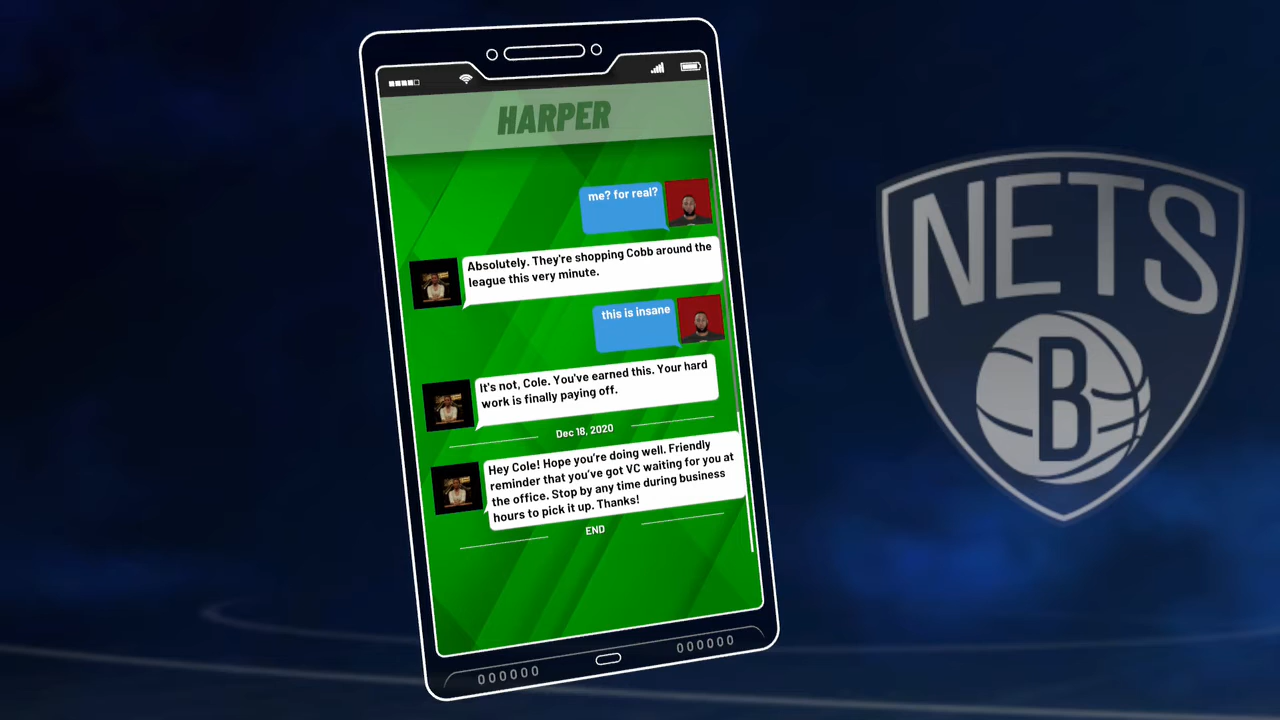 HARPER
me? for real?
Absolutely. They're shopping Cobb around the
league this very minute.
this is insane
It's not, Cole. You've earned this. Your hard
work is finally paying off.
Dec 18, 2020
Hey Cole! Hope you're doing well. Friendly
reminder that you've got VC waiting for you at
the office. Stop by any time during business
hours to pick it up. Thanks!
END
NETS
B